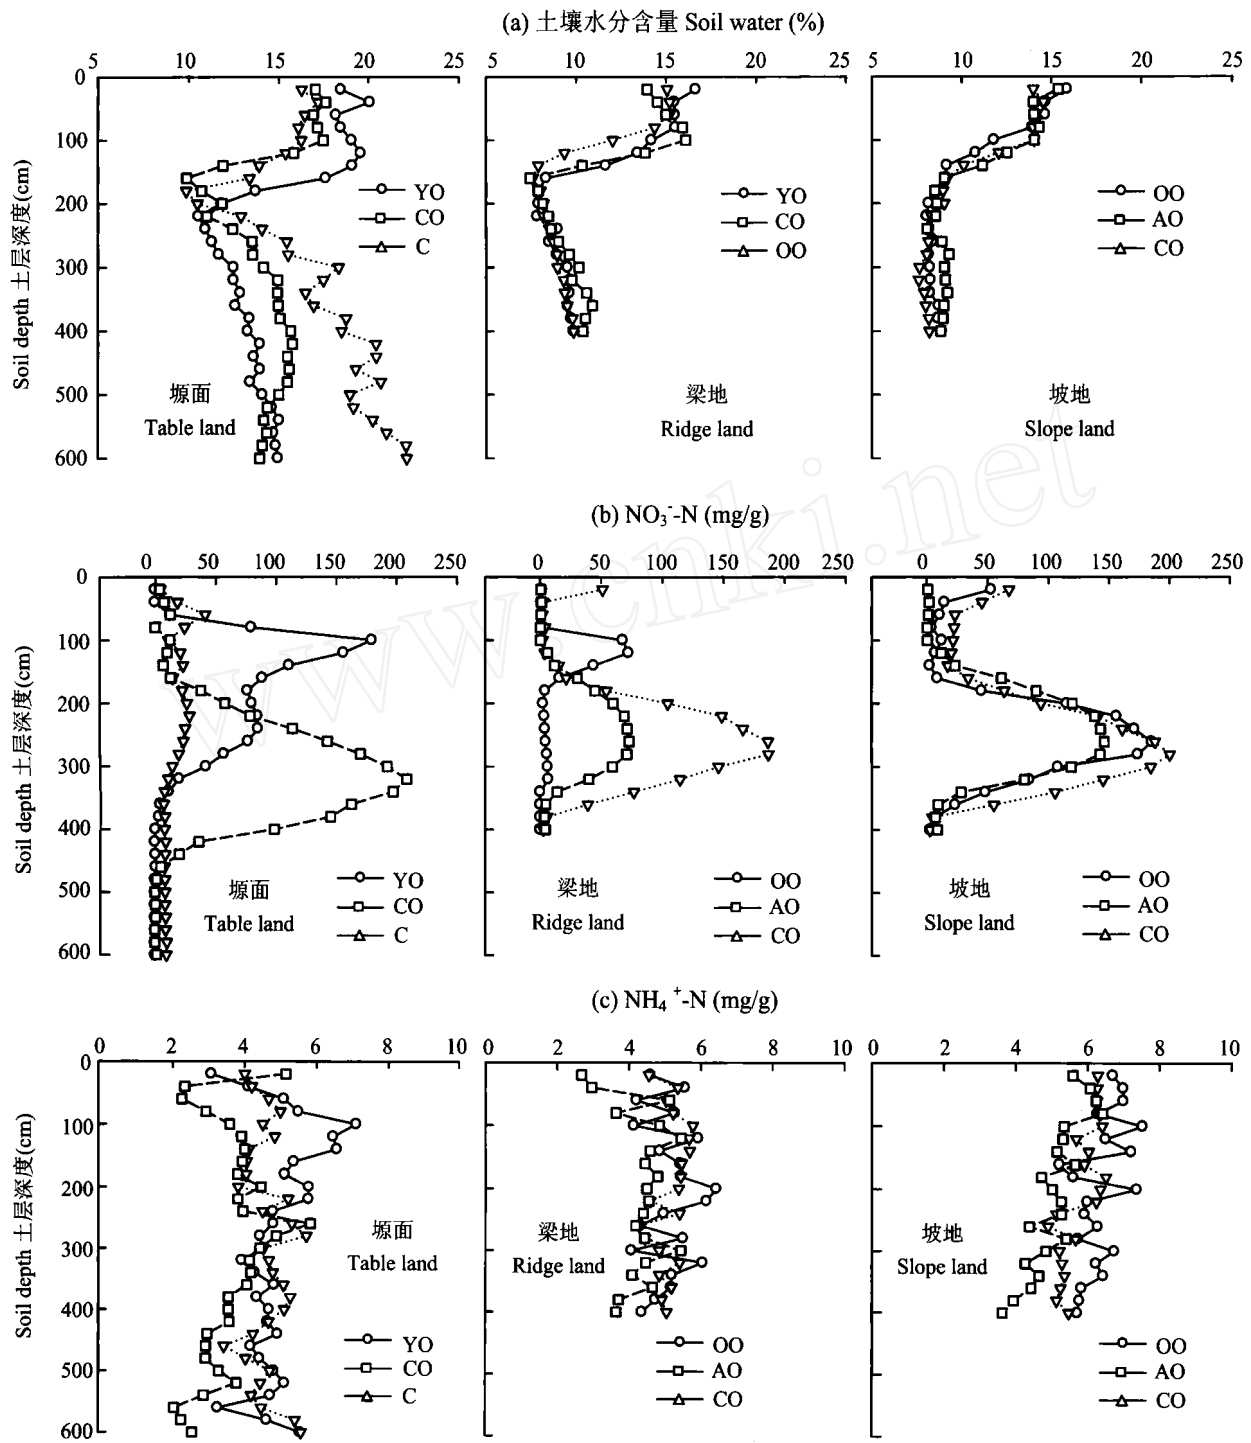 (a) 土壤水分含量 Soil water (%)
5 10 15 20 25
5 10 15 20 25
5 10 15 20 25
0
100
200
300
400
500
600
Soil depth 土层深度(cm)
YO
CO
C
塬面
Table land
YO
CO
OO
梁地
Ridge land
OO
AO
CO
坡地
Slope land
www.cnki.net
(b) NO₃⁻-N (mg/g)
0 50 100 150 200 250
0 50 100 150 200 250
0 50 100 150 200 250
0
100
200
300
400
500
600
Soil depth 土层深度(cm)
塬面
Table land
YO
CO
C
梁地
Ridge land
OO
AO
CO
坡地
Slope land
OO
AO
CO
(c) NH₄⁺-N (mg/g)
0 2 4 6 8 10
0 2 4 6 8 10
0 2 4 6 8 10
0
100
200
300
400
500
600
Soil depth 土层深度(cm)
塬面
Table land
YO
CO
C
梁地
Ridge land
OO
AO
CO
坡地
Slope land
OO
AO
CO